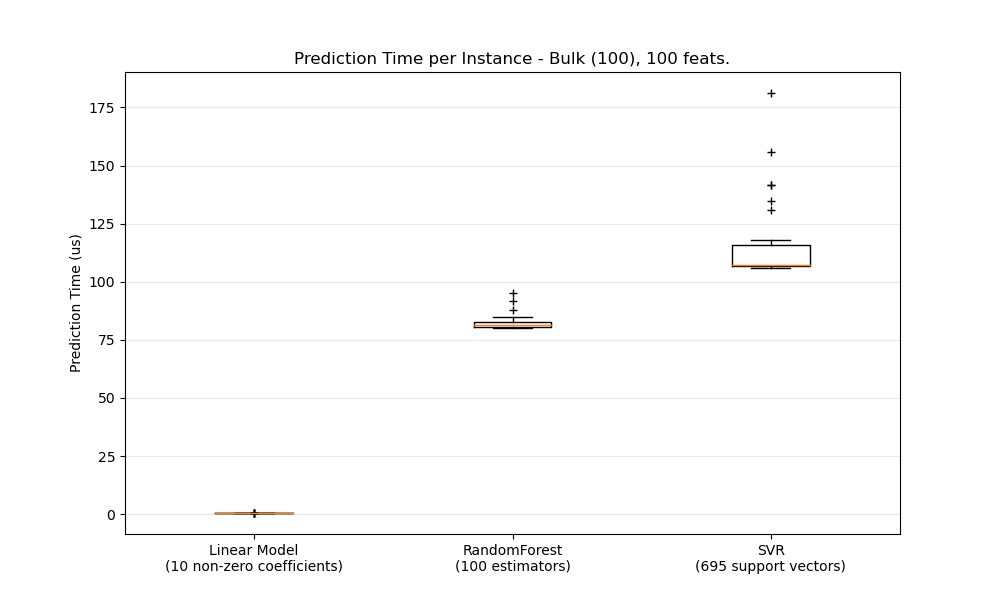 Prediction Time per Instance - Bulk (100), 100 feats.
175
150
125
100
75
50
25
0
Prediction Time (us)
Linear Model
(10 non-zero coefficients)
RandomForest
(100 estimators)
SVR
(695 support vectors)